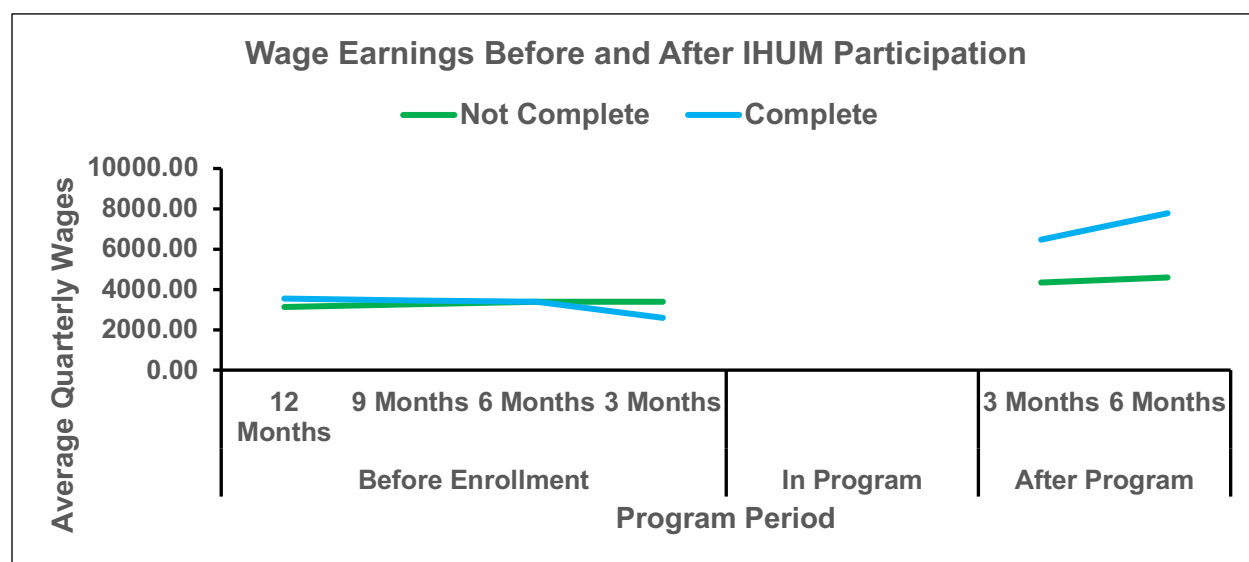 Wage Earnings Before and After IHUM Participation
Not Complete Complete
Average Quarterly Wages
10000.00
8000.00
6000.00
4000.00
2000.00
0.00
12 Months 9 Months 6 Months 3 Months 3 Months 6 Months
Before Enrollment In Program After Program
Program Period